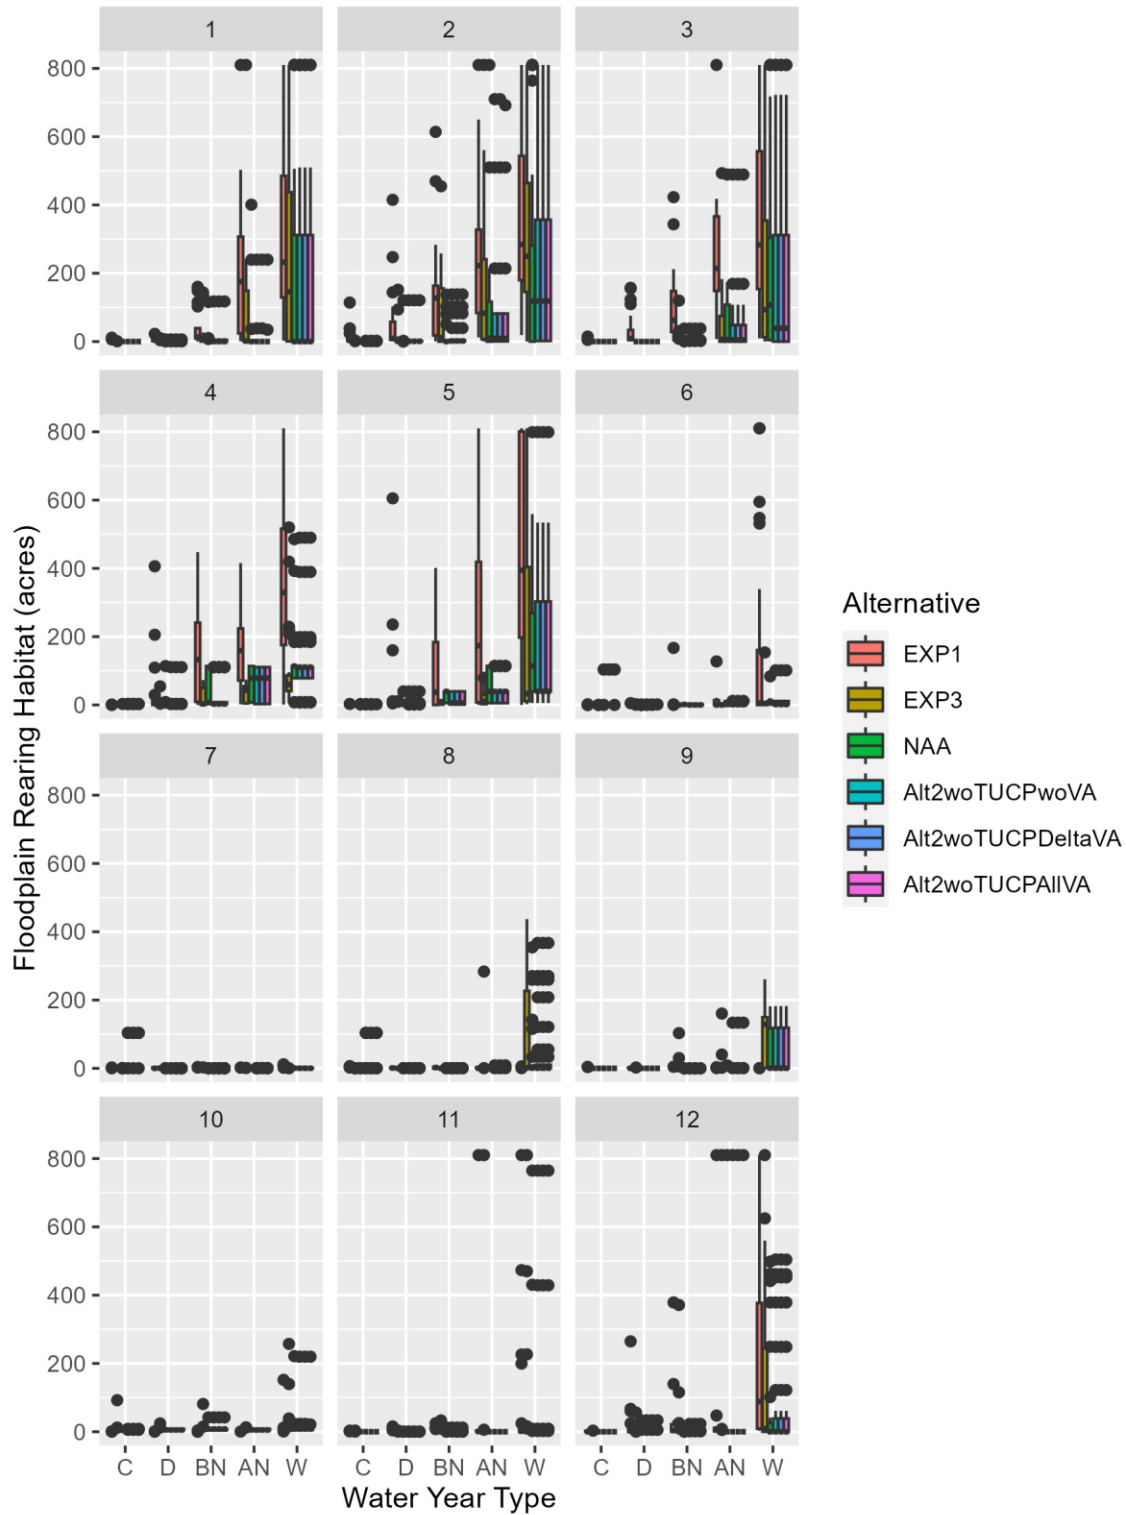 1 2 3
800
600
400
200
0
4 5 6
800
600
400
200
0
7 8 9
800
600
400
200
0
10 11 12
800
600
400
200
0
C D BN AN W C D BN AN W C D BN AN W
Water Year Type
Floodplain Rearing Habitat (acres)
Alternative
EXP1
EXP3
NAA
Alt2woTUCPwoVA
Alt2woTUCPDeltaVA
Alt2woTUCPAllVA